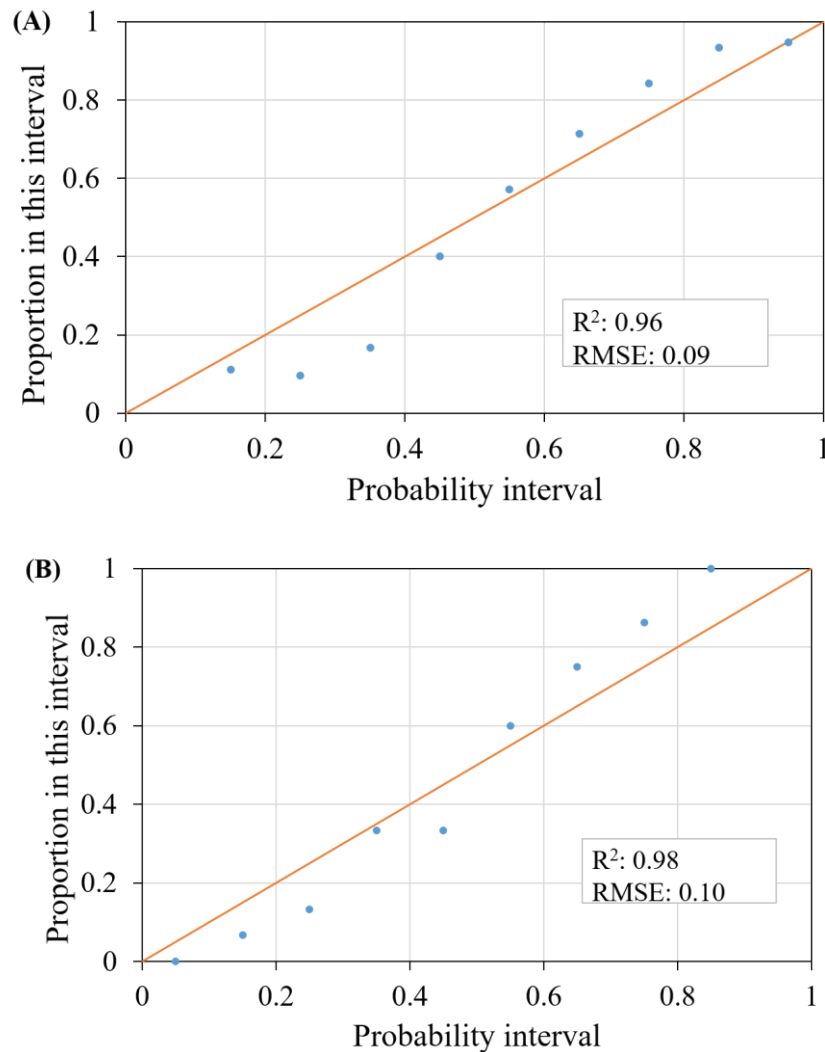 (A)
Proportion in this interval
1
0.8
0.6
0.4
0.2
0
R²: 0.96
RMSE: 0.09
0 0.2 0.4 0.6 0.8 1
Probability interval
(B)
Proportion in this interval
1
0.8
0.6
0.4
0.2
0
R²: 0.98
RMSE: 0.10
0 0.2 0.4 0.6 0.8 1
Probability interval